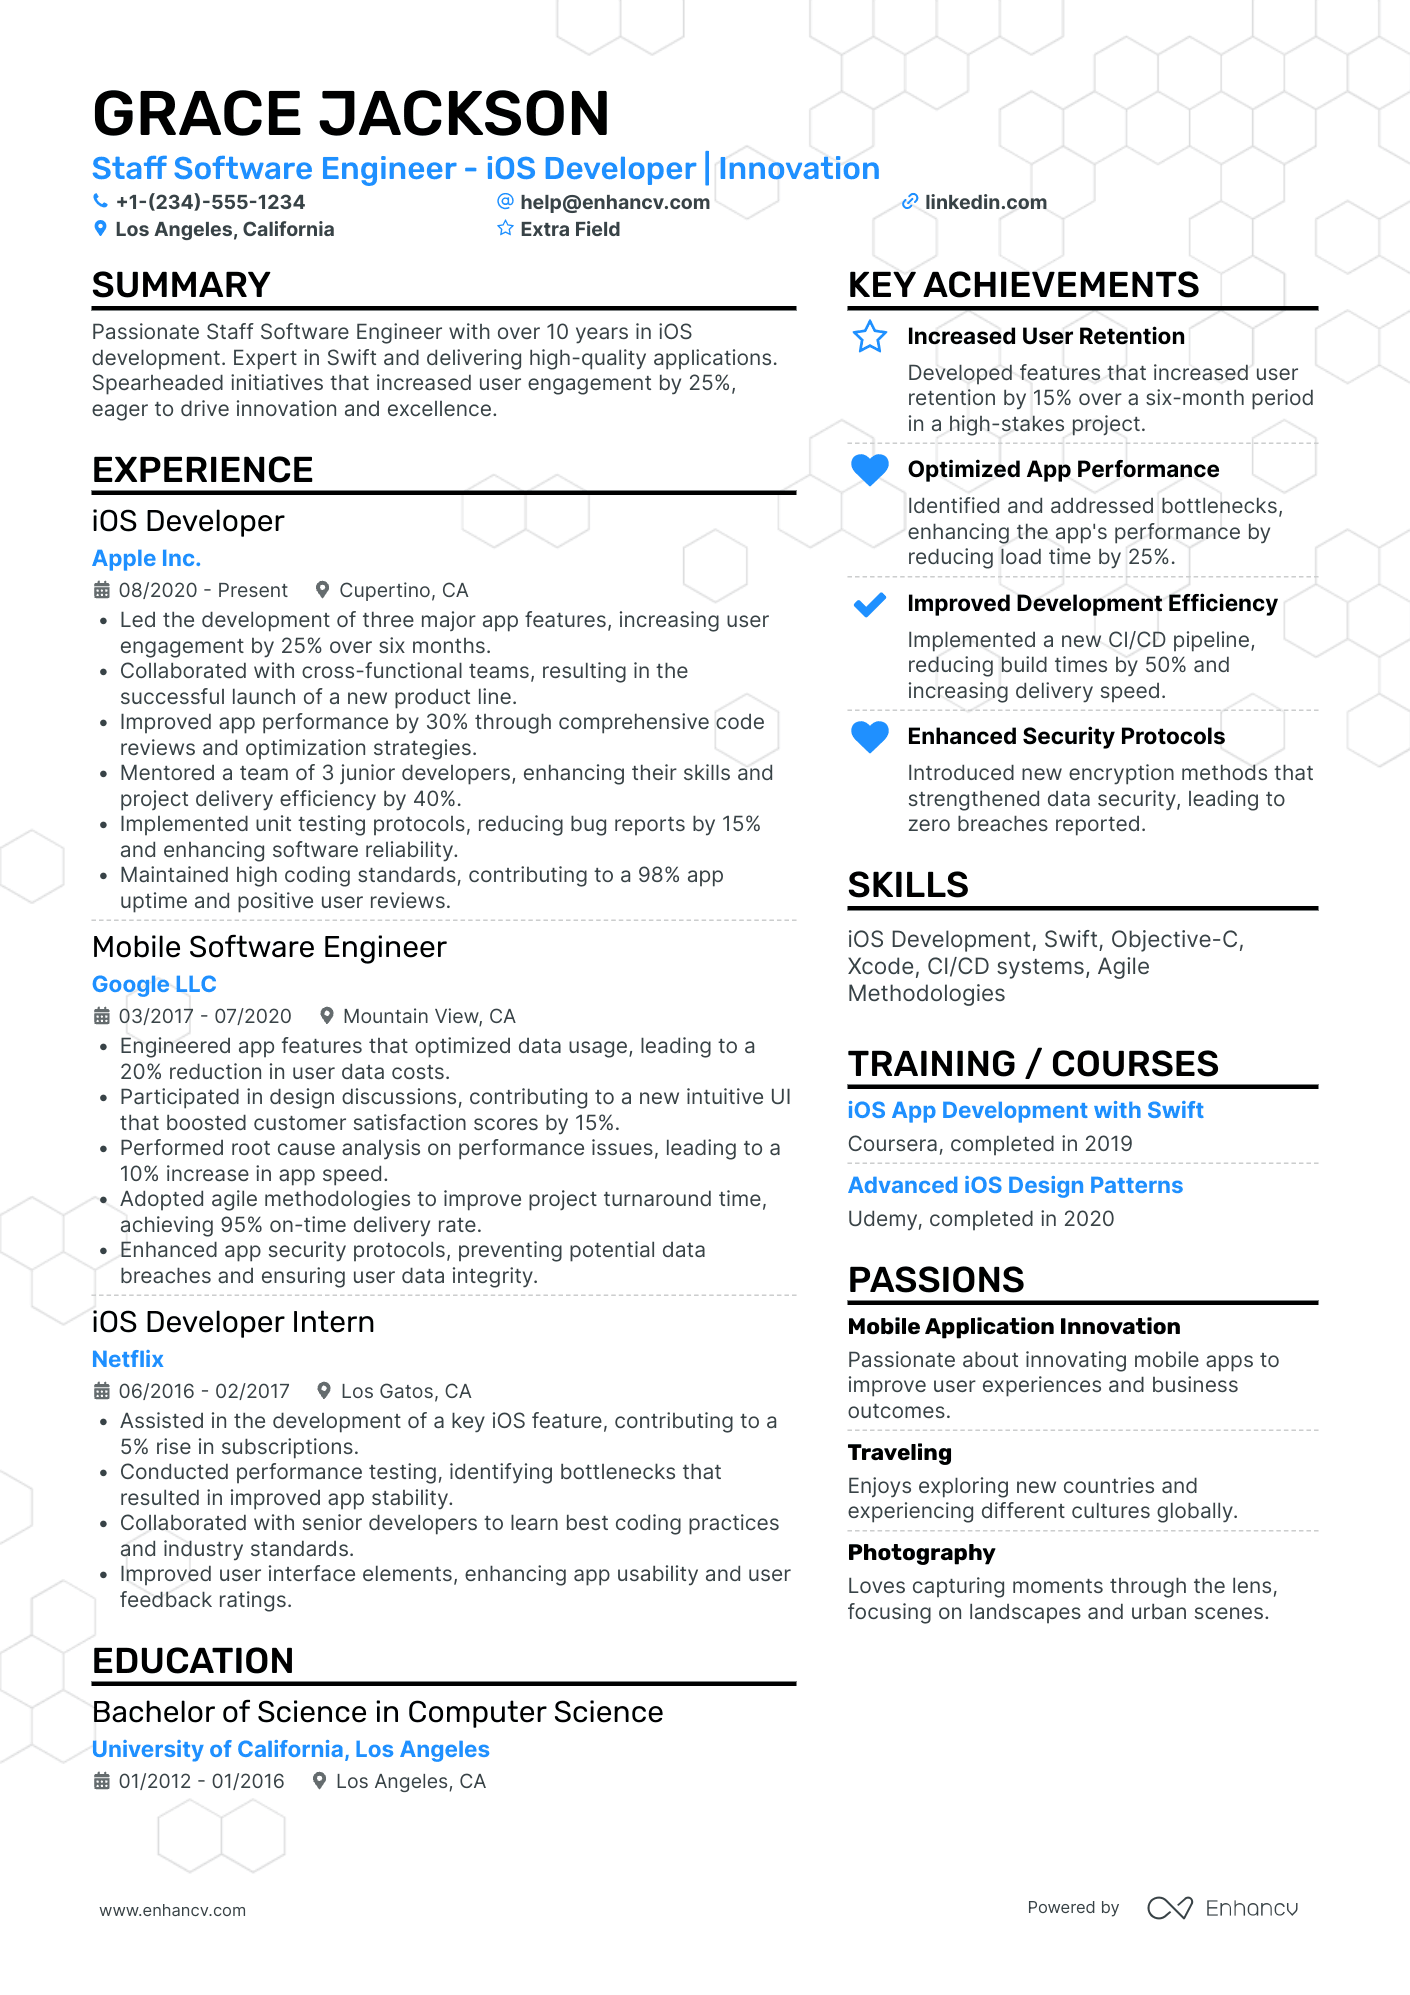 GRACE JACKSON
Staff Software Engineer - iOS Developer | Innovation
+1-(234)-555-1234
help@enhancv.com
linkedin.com
Los Angeles, California
Extra Field
SUMMARY
Passionate Staff Software Engineer with over 10 years in iOS
development. Expert in Swift and delivering high-quality applications.
Spearheaded initiatives that increased user engagement by 25%,
eager to drive innovation and excellence.
EXPERIENCE
iOS Developer
Apple Inc.
08/2020 - Present Cupertino, CA
• Led the development of three major app features, increasing user
engagement by 25% over six months.
• Collaborated with cross-functional teams, resulting in the
successful launch of a new product line.
• Improved app performance by 30% through comprehensive code
reviews and optimization strategies.
• Mentored a team of 3 junior developers, enhancing their skills and
project delivery efficiency by 40%.
• Implemented unit testing protocols, reducing bug reports by 15%
and enhancing software reliability.
• Maintained high coding standards, contributing to a 98% app
uptime and positive user reviews.
Mobile Software Engineer
Google LLC
03/2017 - 07/2020 Mountain View, CA
• Engineered app features that optimized data usage, leading to a
20% reduction in user data costs.
• Participated in design discussions, contributing to a new intuitive UI
that boosted customer satisfaction scores by 15%.
• Performed root cause analysis on performance issues, leading to a
10% increase in app speed.
• Adopted agile methodologies to improve project turnaround time,
achieving 95% on-time delivery rate.
• Enhanced app security protocols, preventing potential data
breaches and ensuring user data integrity.
iOS Developer Intern
Netflix
06/2016 - 02/2017 Los Gatos, CA
• Assisted in the development of a key iOS feature, contributing to a
5% rise in subscriptions.
• Conducted performance testing, identifying bottlenecks that
resulted in improved app stability.
• Collaborated with senior developers to learn best coding practices
and industry standards.
• Improved user interface elements, enhancing app usability and user
feedback ratings.
EDUCATION
Bachelor of Science in Computer Science
University of California, Los Angeles
01/2012 - 01/2016 Los Angeles, CA
KEY ACHIEVEMENTS
Increased User Retention
Developed features that increased user
retention by 15% over a six-month period
in a high-stakes project.
Optimized App Performance
Identified and addressed bottlenecks,
enhancing the app's performance by
reducing load time by 25%.
Improved Development Efficiency
Implemented a new CI/CD pipeline,
reducing build times by 50% and
increasing delivery speed.
Enhanced Security Protocols
Introduced new encryption methods that
strengthened data security, leading to
zero breaches reported.
SKILLS
iOS Development, Swift, Objective-C,
Xcode, CI/CD systems, Agile
Methodologies
TRAINING / COURSES
iOS App Development with Swift
Coursera, completed in 2019
Advanced iOS Design Patterns
Udemy, completed in 2020
PASSIONS
Mobile Application Innovation
Passionate about innovating mobile apps to
improve user experiences and business
outcomes.
Traveling
Enjoys exploring new countries and
experiencing different cultures globally.
Photography
Loves capturing moments through the lens,
focusing on landscapes and urban scenes.
www.enhancv.com
Powered by Enhancv